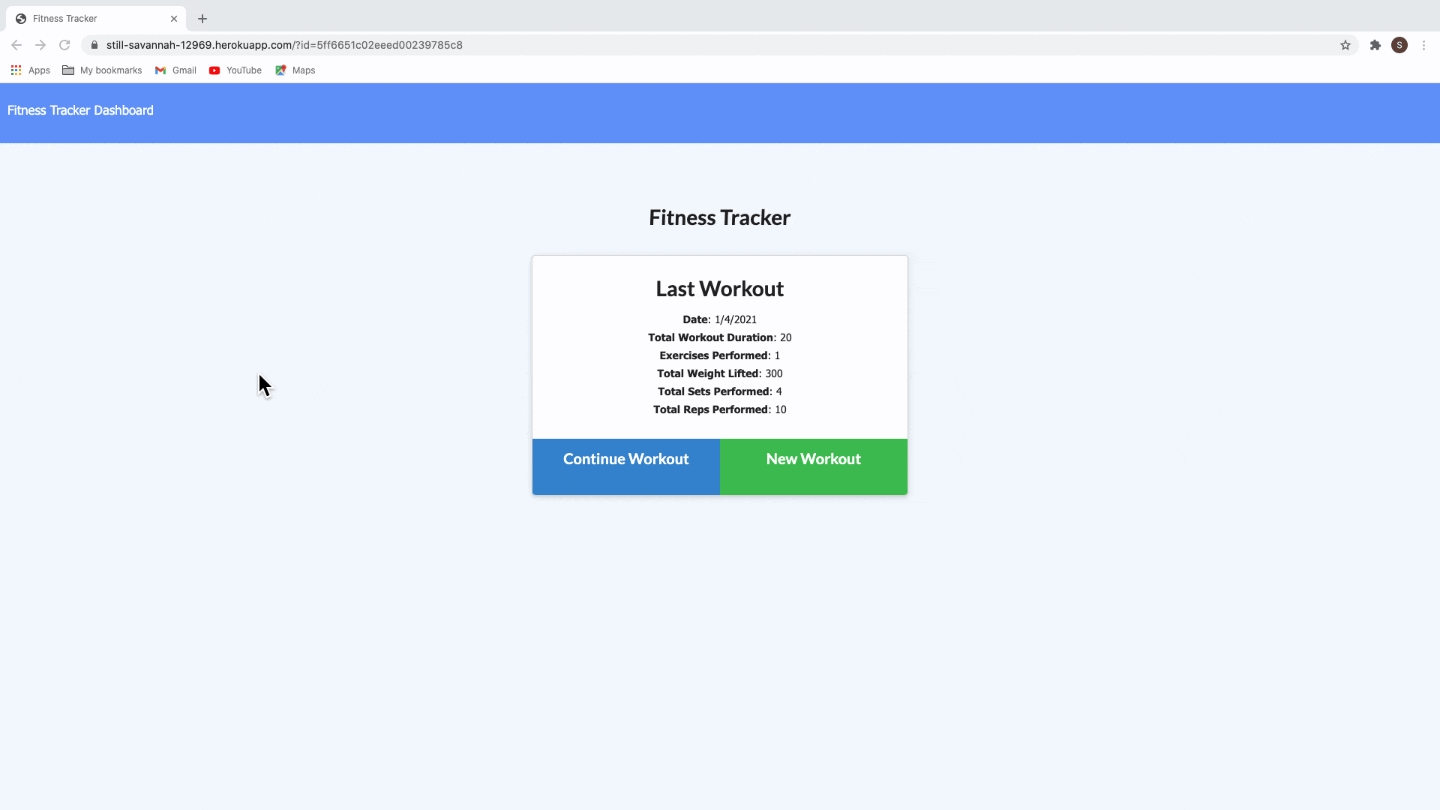 Fitness Tracker
still-savannah-12969.herokuapp.com/?id=5ff6651c02eeed00239785c8
S
Apps My bookmarks Gmail YouTube Maps
Fitness Tracker Dashboard
Fitness Tracker
Last Workout
Date: 1/4/2021
Total Workout Duration: 20
Exercises Performed: 1
Total Weight Lifted: 300
Total Sets Performed: 4
Total Reps Performed: 10
Continue Workout New Workout